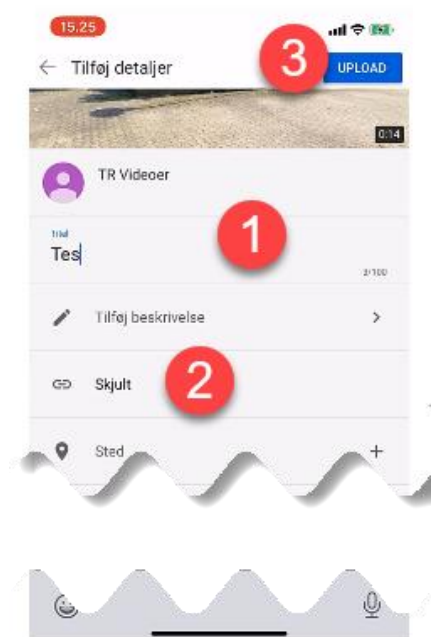 15.25
Tilføj detaljer
3
UPLOAD
0:14
TR Videoer
Titel
1
Tes
3/100
Tilføj beskrivelse
Skjult
2
Sted